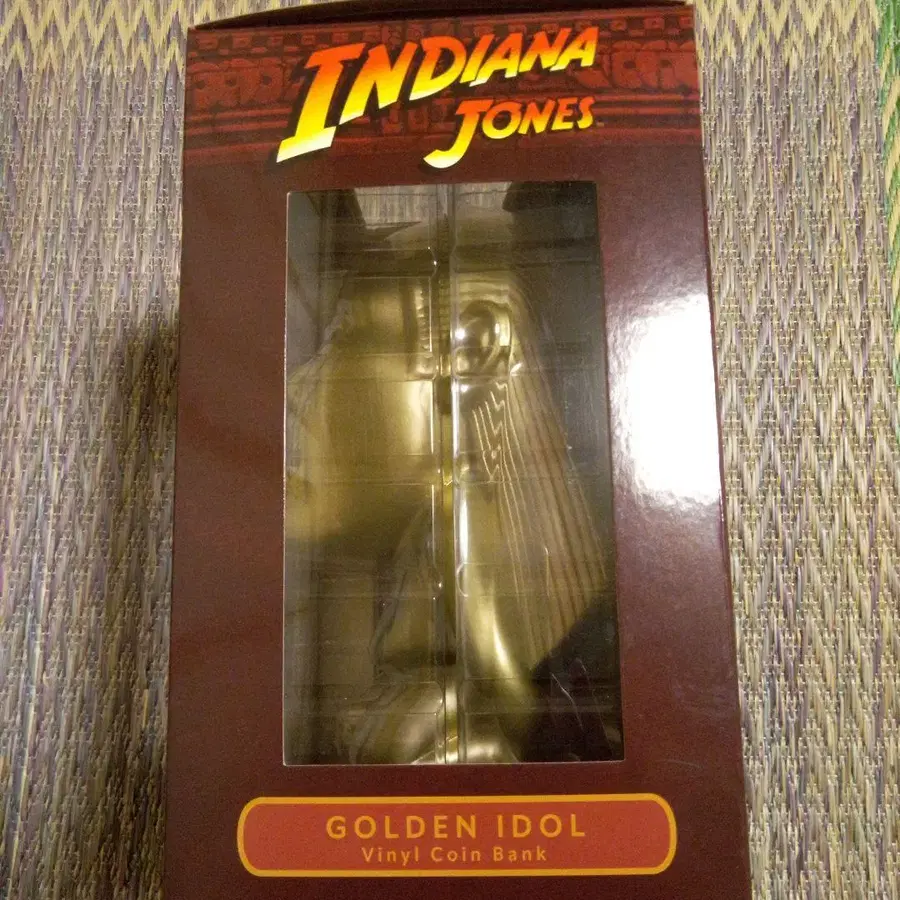 INDIANA
JONES
GOLDEN IDOL
Vinyl Coin Bank